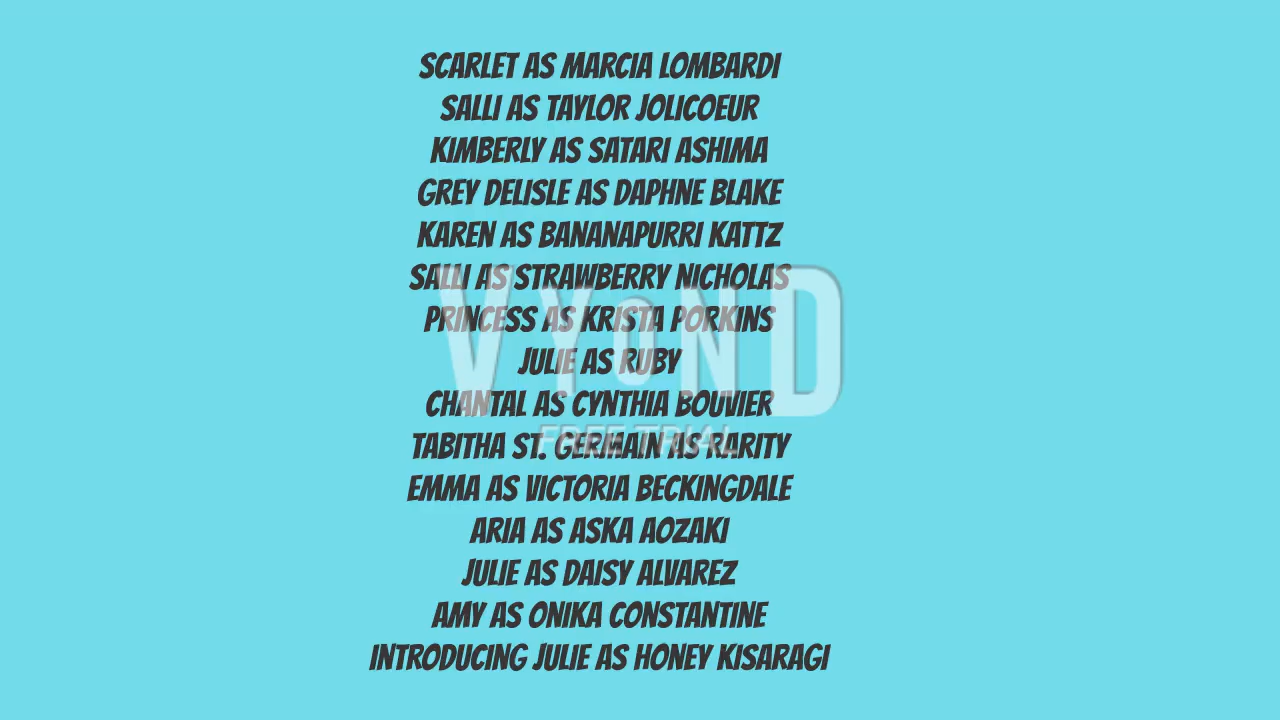 SCARLET AS MARCIA LOMBARDI
SALLI AS TAYLOR JOLICOEUR
KIMBERLY AS SATARI ASHIMA
GREY DELISLE AS DAPHNE BLAKE
KAREN AS BANANAPURRI KATTZ
SALLI AS STRAWBERRY NICHOLAS
PRINCESS AS KRISTA PORKINS
JULIE AS RUBY
CHANTAL AS CYNTHIA BOUVIER
TABITHA ST. GERMAIN AS RARITY
EMMA AS VICTORIA BECKINGDALE
ARIA AS ASKA AOZAKI
JULIE AS DAISY ALVAREZ
AMY AS ONIKA CONSTANTINE
INTRODUCING JULIE AS HONEY KISARAGI
VYOND
FREE TRIAL